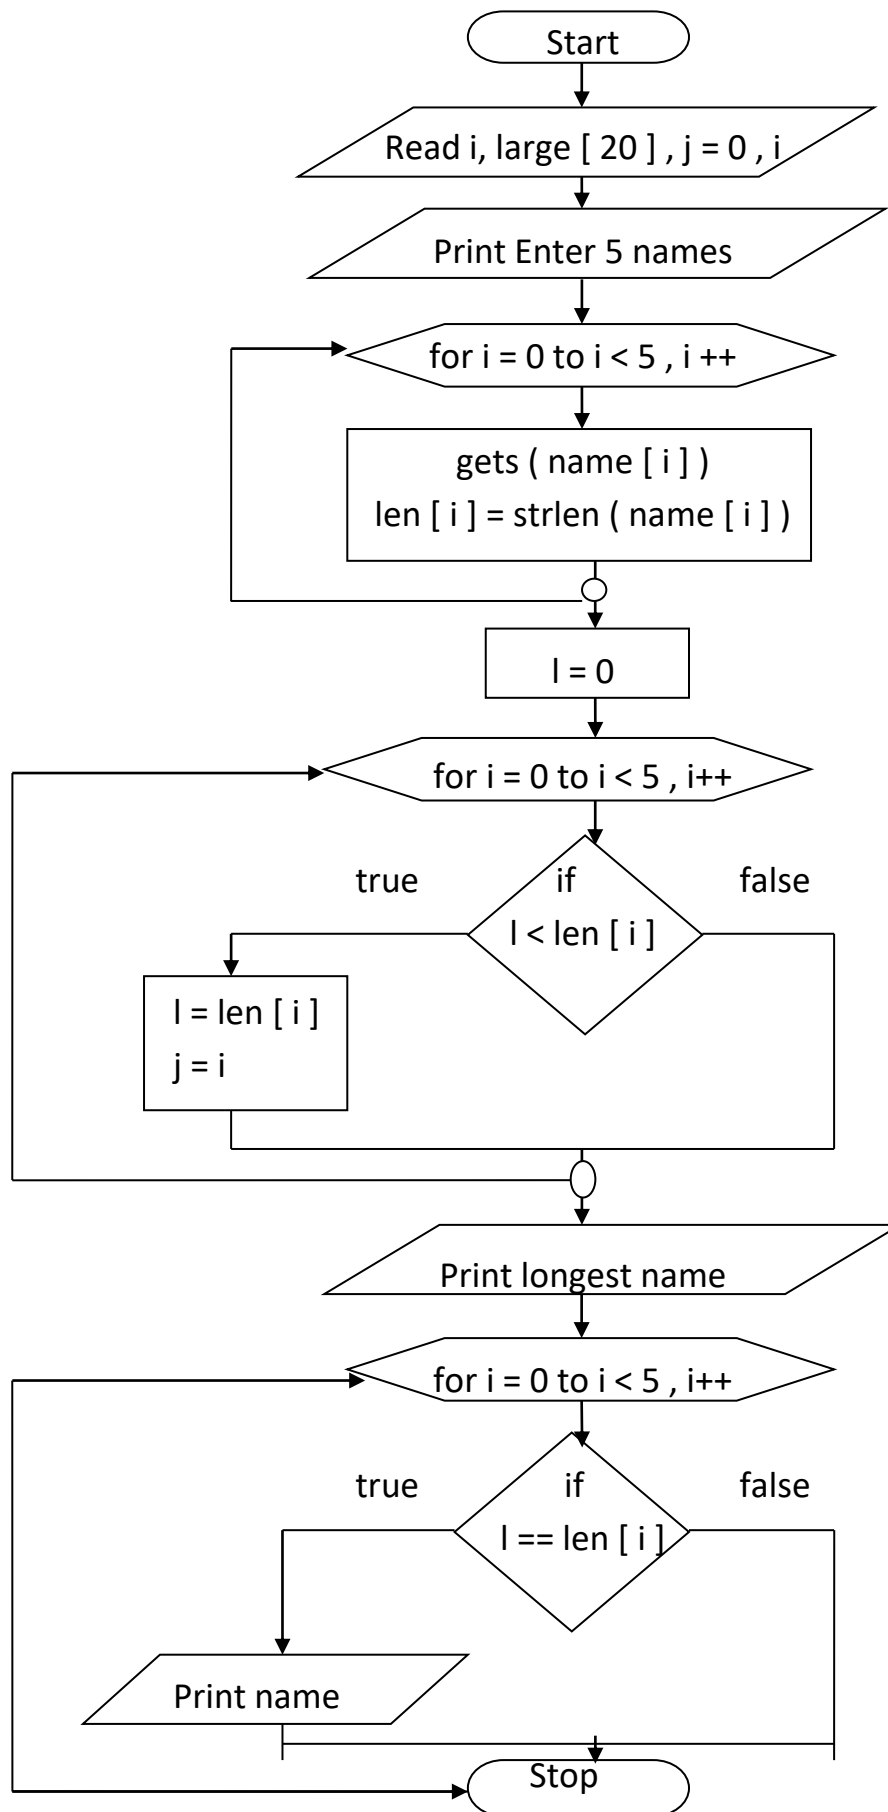 Start
Read i, large [ 20 ] , j = 0 , i
Print Enter 5 names
for i = 0 to i < 5 , i ++
gets ( name [ i ] )
len [ i ] = strlen ( name [ i ] )
l = 0
for i = 0 to i < 5 , i++
true if false
l < len [ i ]
l = len [ i ]
j = i
Print longest name
for i = 0 to i < 5 , i++
true if false
l == len [ i ]
Print name
Stop